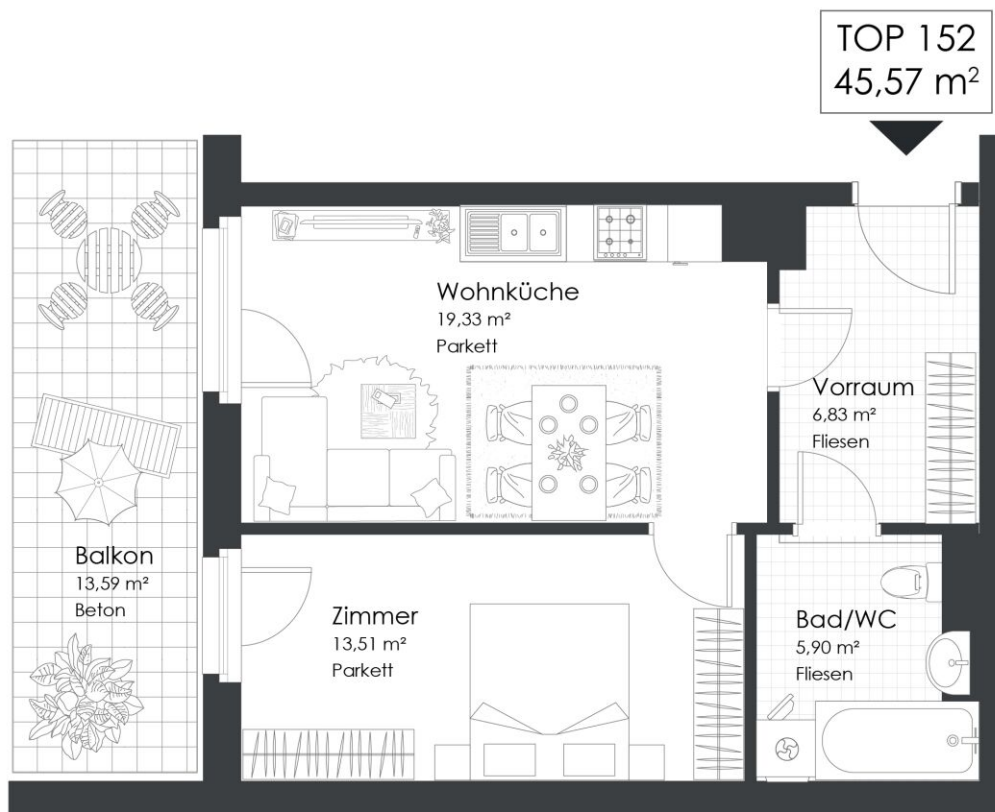 TOP 152
45,57 m²
Wohnküche
19,33 m²
Parkett
Vorraum
6,83 m²
Fliesen
Balkon
13,59 m²
Beton
Zimmer
13,51 m²
Parkett
Bad/WC
5,90 m²
Fliesen